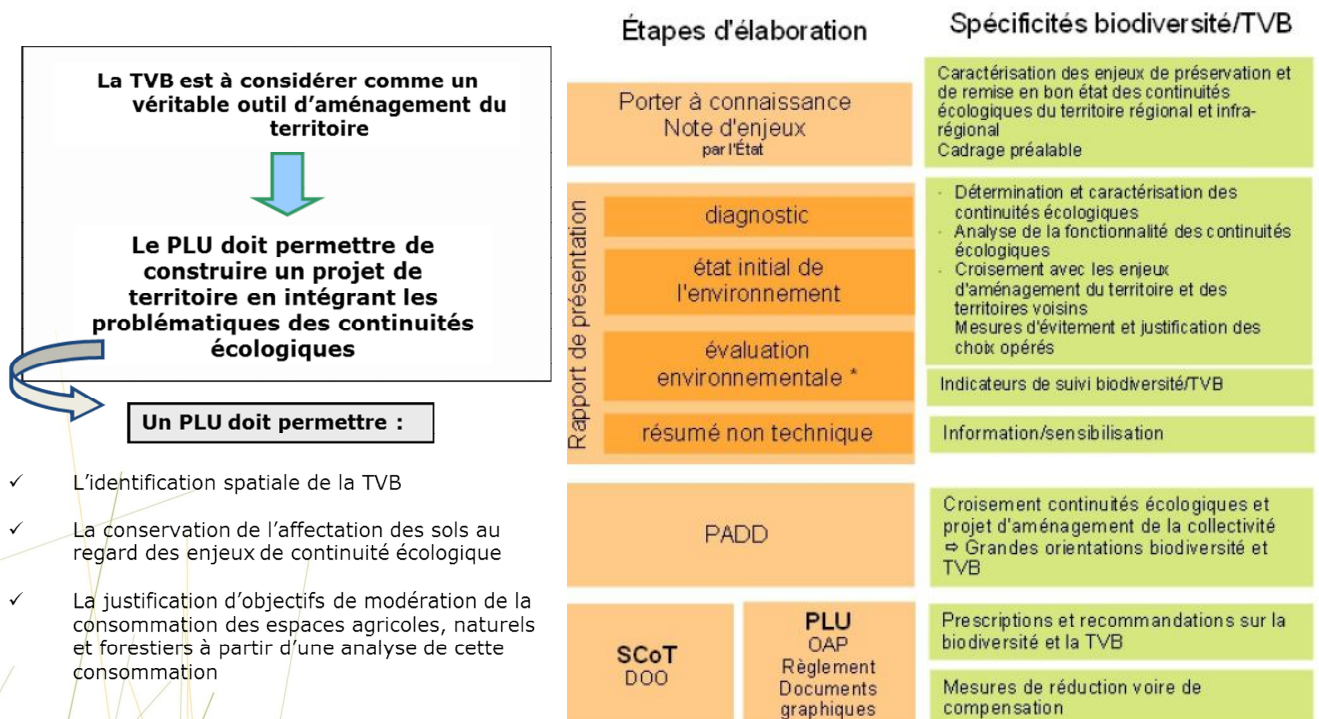 La TVB est à considérer comme un
véritable outil d'aménagement du
territoire
Le PLU doit permettre de
construire un projet de
territoire en intégrant les
problématiques des continuités
écologiques
Un PLU doit permettre :
✓ L'identification spatiale de la TVB
✓ La conservation de l'affectation des sols au
regard des enjeux de continuité écologique
✓ La justification d'objectifs de modération de la
consommation des espaces agricoles, naturels
et forestiers à partir d'une analyse de cette
consommation
Étapes d'élaboration
Porter à connaissance
Note d'enjeux
par l'État
Rapport de présentation
diagnostic
état initial de
l'environnement
évaluation
environnementale *
résumé non technique
PADD
SCoT
DOO
PLU
OAP
Règlement
Documents
graphiques
Spécificités biodiversité/TVB
Caractérisation des enjeux de préservation et
de remise en bon état des continuités
écologiques du territoire régional et infra-
régional
Cadrage préalable
· Détermination et caractérisation des
continuités écologiques
· Analyse de la fonctionnalité des continuités
écologiques
· Croisement avec les enjeux
d'aménagement du territoire et des
territoires voisins
Mesures d'évitement et justification des
choix opérés
Indicateurs de suivi biodiversité/TVB
Information/sensibilisation
Croisement continuités écologiques et
projet d'aménagement de la collectivité
⇨ Grandes orientations biodiversité et
TVB
Prescriptions et recommandations sur la
biodiversité et la TVB
Mesures de réduction voire de
compensation